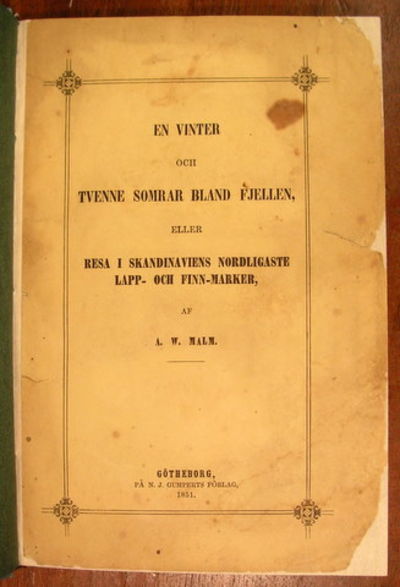 EN VINTER
OCH
TVENNE SOMRAR BLAND FJELLEN,
ELLER
RESA I SKANDINAVIENS NORDLIGASTE
LAPP- OCH FINN-MARKER,
AF
A. W. MALM.
GÖTHEBORG,
PÅ N. J. GUMPERTS FÖRLAG,
1851.